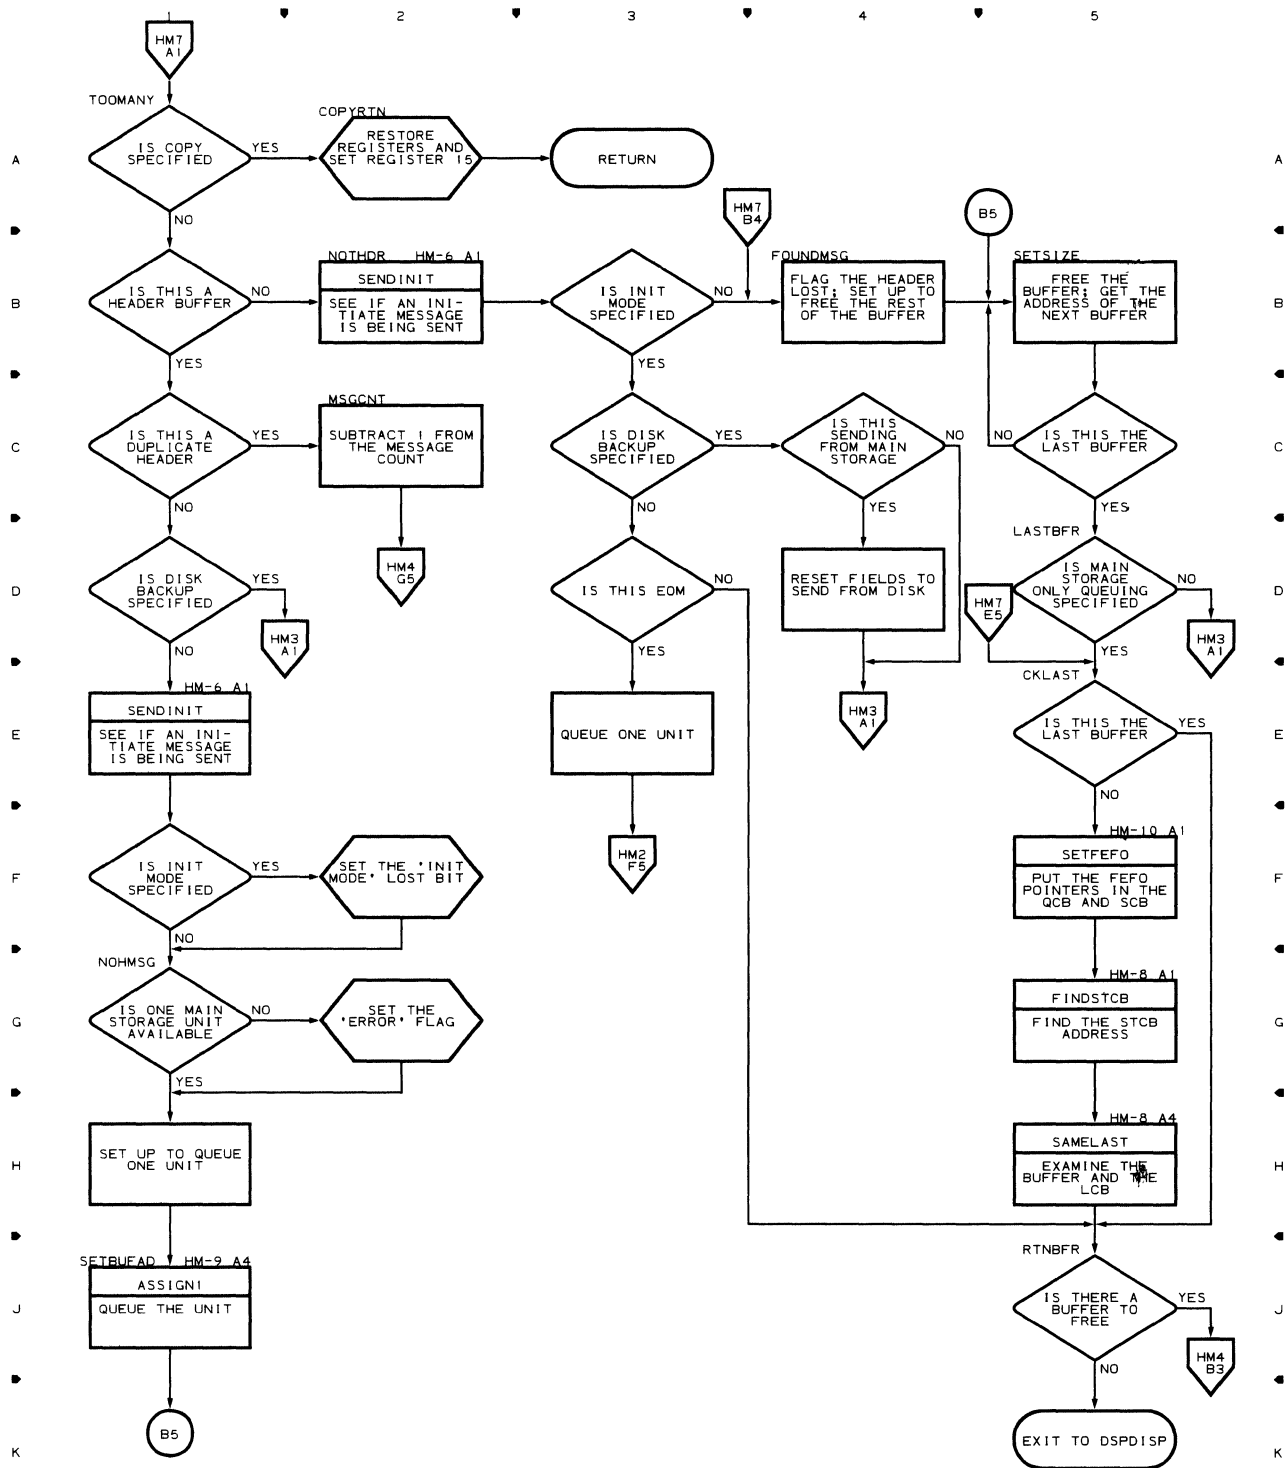 1 2 3 4 5
HM7
A1
TOOMANY
A
IS COPY
SPECIFIED
YES
NO
COPYRTN
RESTORE
REGISTERS AND
SET REGISTER 15
RETURN
HM7
B4
B5
A
B
IS THIS A
HEADER BUFFER
NO
YES
NOTHDR HM-6 A1
SENDINIT
SEE IF AN INI-
TIATE MESSAGE
IS BEING SENT
IS INIT
MODE
SPECIFIED
NO
YES
FOUNDMSG
FLAG THE HEADER
LOST; SET UP TO
FREE THE REST
OF THE BUFFER
SETSIZE
FREE THE
BUFFER; GET THE
ADDRESS OF THE
NEXT BUFFER
B
C
IS THIS A
DUPLICATE
HEADER
YES
NO
MSGCNT
SUBTRACT 1 FROM
THE MESSAGE
COUNT
HM4
G5
IS DISK
BACKUP
SPECIFIED
YES
NO
IS THIS
SENDING
FROM MAIN
STORAGE
NO
YES
IS THIS THE
LAST BUFFER
NO
YES
C
D
IS DISK
BACKUP
SPECIFIED
YES
HM3
A1
NO
IS THIS EOM
NO
YES
RESET FIELDS TO
SEND FROM DISK
HM3
A1
HM7
E5
LASTBFR
IS MAIN
STORAGE
ONLY QUEUING
SPECIFIED
NO
HM3
A1
YES
D
E
HM-6 A1
SENDINIT
SEE IF AN INI-
TIATE MESSAGE
IS BEING SENT
QUEUE ONE UNIT
HM2
F5
CKLAST
IS THIS THE
LAST BUFFER
YES
NO
E
F
IS INIT
MODE
SPECIFIED
YES
NO
SET THE 'INIT
MODE' LOST BIT
HM-10 A1
SETFEFO
PUT THE FEFO
POINTERS IN THE
QCB AND SCB
F
NOHMSG
G
IS ONE MAIN
STORAGE UNIT
AVAILABLE
NO
YES
SET THE
'ERROR' FLAG
HM-8 A1
FINDSTCB
FIND THE STCB
ADDRESS
G
H
SET UP TO QUEUE
ONE UNIT
HM-8 A4
SAMELAST
EXAMINE THE
BUFFER AND THE
LCB
H
SETBUFAD HM-9 A4
J
ASSIGN1
QUEUE THE UNIT
RTNBFR
IS THERE A
BUFFER TO
FREE
YES
HM4
B3
NO
J
K
B5
EXIT TO DSPDISP
K